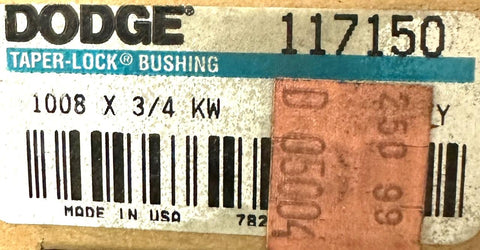 DODGE® 117150
TAPER-LOCK® BUSHING
1008 X 3/4 KW
MADE IN USA 782
D 05004
250 99